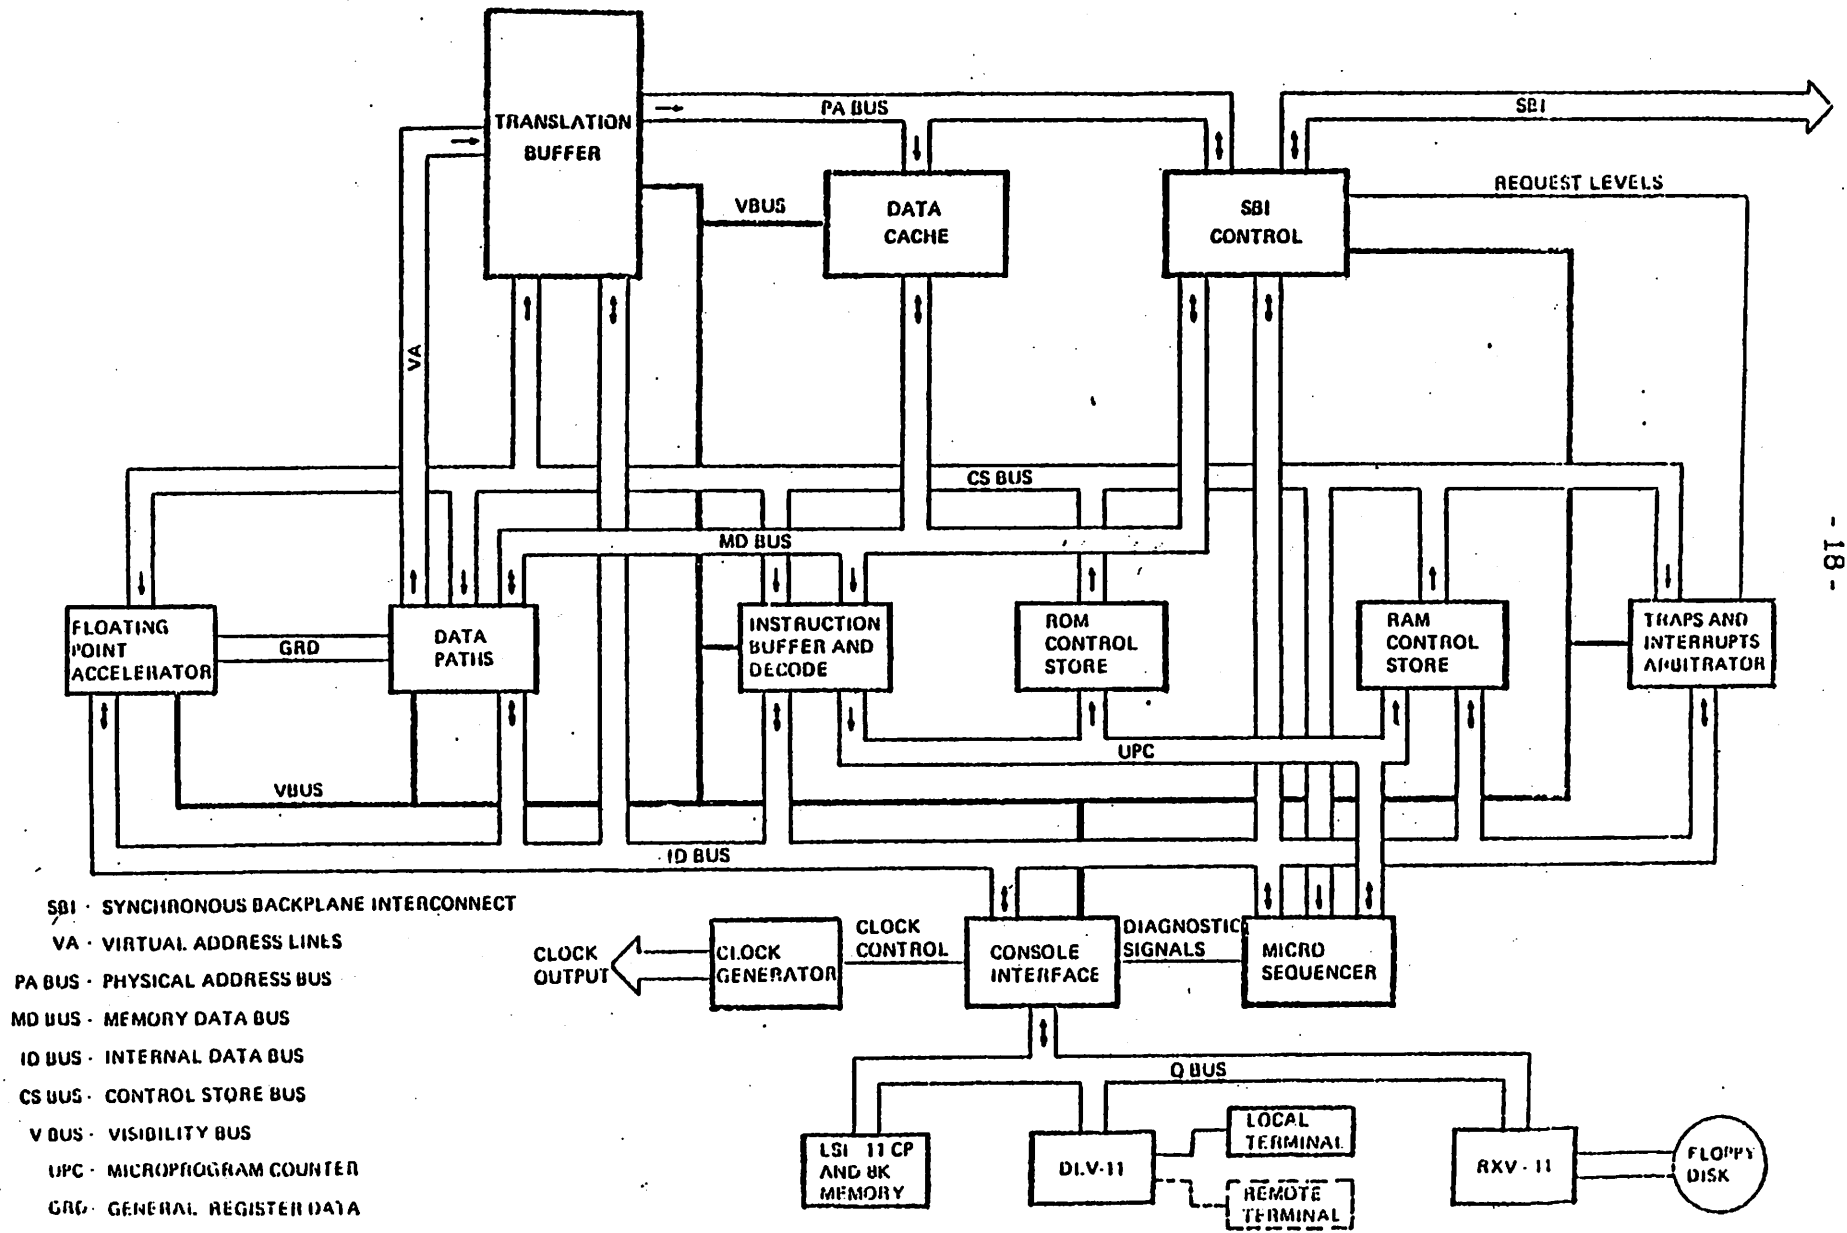 TRANSLATION
BUFFER
PA BUS
SBI
VBUS
DATA
CACHE
SBI
CONTROL
REQUEST LEVELS
VA
CS BUS
MD BUS
FLOATING
POINT
ACCELERATOR
GRD
DATA
PATHS
INSTRUCTION
BUFFER AND
DECODE
ROM
CONTROL
STORE
RAM
CONTROL
STORE
TRAPS AND
INTERRUPTS
ARBITRATOR
- 18 -
UPC
VBUS
ID BUS
SBI - SYNCHRONOUS BACKPLANE INTERCONNECT
VA - VIRTUAL ADDRESS LINES
PA BUS - PHYSICAL ADDRESS BUS
MD BUS - MEMORY DATA BUS
ID BUS - INTERNAL DATA BUS
CS BUS - CONTROL STORE BUS
V BUS - VISIBILITY BUS
UPC - MICROPROGRAM COUNTER
GRD - GENERAL REGISTER DATA
CLOCK
OUTPUT
CLOCK
GENERATOR
CLOCK
CONTROL
CONSOLE
INTERFACE
DIAGNOSTIC
SIGNALS
MICRO
SEQUENCER
Q BUS
LSI - 11 CP
AND 8K
MEMORY
DLV-11
LOCAL
TERMINAL
REMOTE
TERMINAL
RXV - 11
FLOPPY
DISK